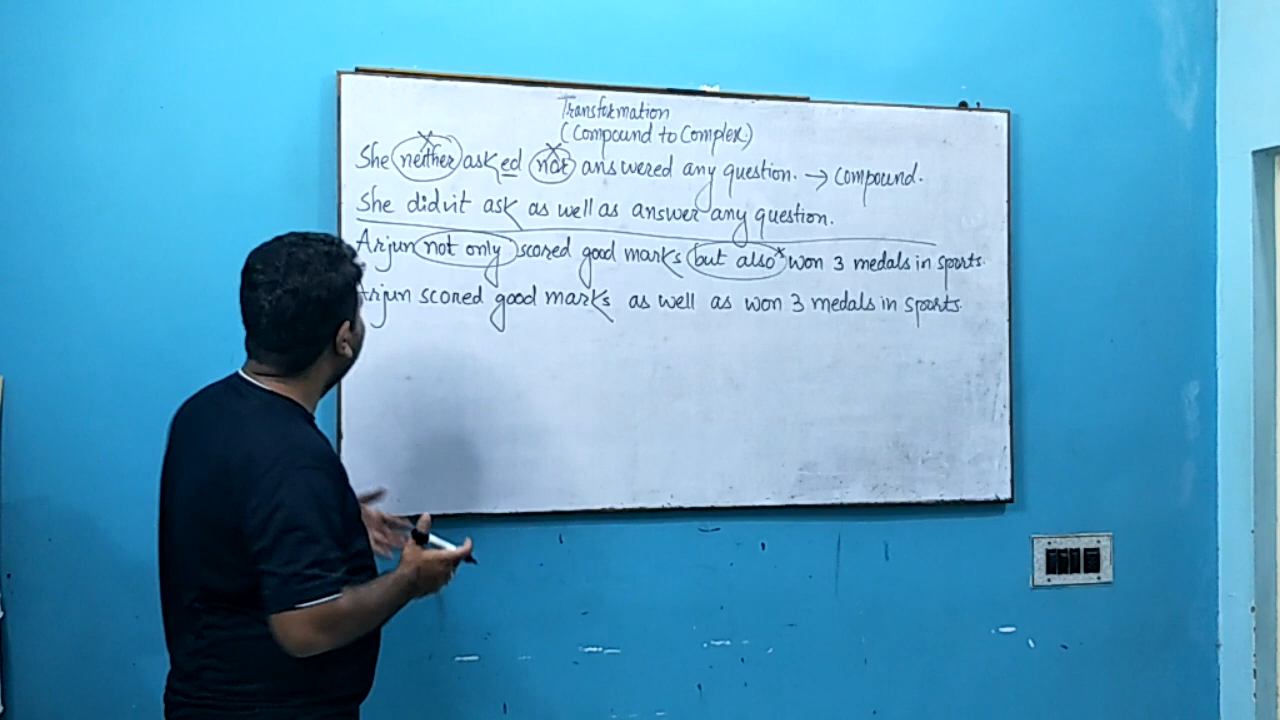 Transformation
(Compound to Complex)
She neither asked nor answered any question. → compound.
She didn't ask as well as answer any question.
Arjun not only scored good marks but also won 3 medals in sports.
Arjun scored good marks as well as won 3 medals in sports.